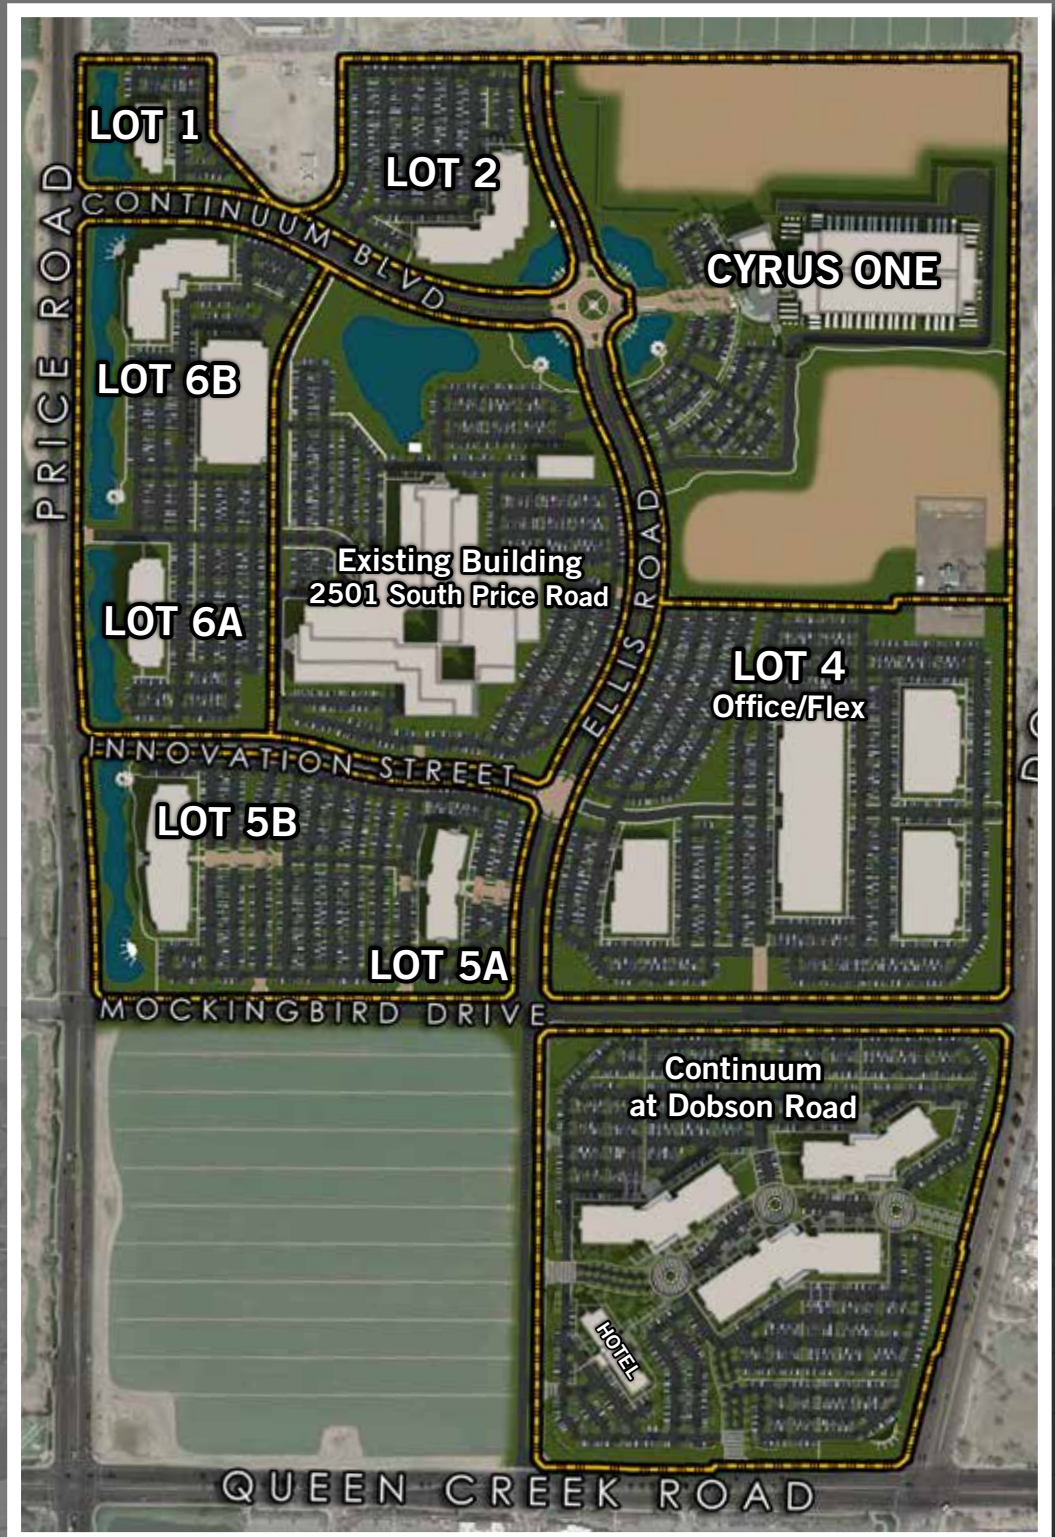 LOT 1
LOT 2
CONTINUUM BLVD
PRICE ROAD
CYRUS ONE
LOT 6B
Existing Building
2501 South Price Road
ELLIS ROAD
LOT 6A
LOT 4
Office/Flex
INNOVATION STREET
LOT 5B
LOT 5A
MOCKINGBIRD DRIVE
Continuum
at Dobson Road
HOTEL
QUEEN CREEK ROAD